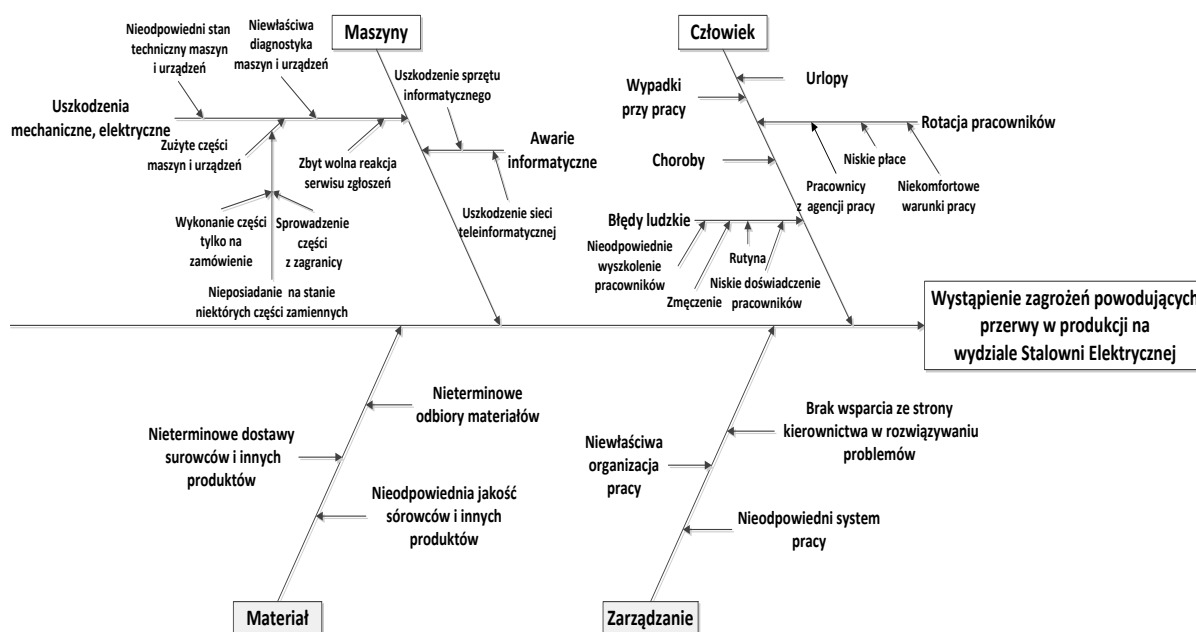 Maszyny
Człowiek
Nieodpowiedni stan
techniczny maszyn
i urządzeń
Niewłaściwa
diagnostyka
maszyn i urządzeń
Uszkodzenia
mechaniczne, elektryczne
Zużyte części
maszyn i urządzeń
Zbyt wolna reakcja
serwisu zgłoszeń
Wykonanie części
tylko na
zamówienie
Sprowadzenie
części
z zagranicy
Nieposiadanie na stanie
niektórych części zamiennych
Uszkodzenie sprzętu
informatycznego
Awarie
informatyczne
Uszkodzenie sieci
teleinformatycznej
Urlopy
Wypadki
przy pracy
Rotacja pracowników
Niskie płace
Pracownicy
z agencji pracy
Niekomfortowe
warunki pracy
Choroby
Błędy ludzkie
Nieodpowiednie
wyszkolenie
pracowników
Zmęczenie
Rutyna
Niskie doświadczenie
pracowników
Wystąpienie zagrożeń powodujących
przerwy w produkcji na
wydziale Stalowni Elektrycznej
Nieterminowe
odbiory materiałów
Nieterminowe dostawy
surowców i innych
produktów
Nieodpowiednia jakość
sórowców i innych
produktów
Brak wsparcia ze strony
kierownictwa w rozwiązywaniu
problemów
Niewłaściwa
organizacja
pracy
Nieodpowiedni system
pracy
Materiał
Zarządzanie